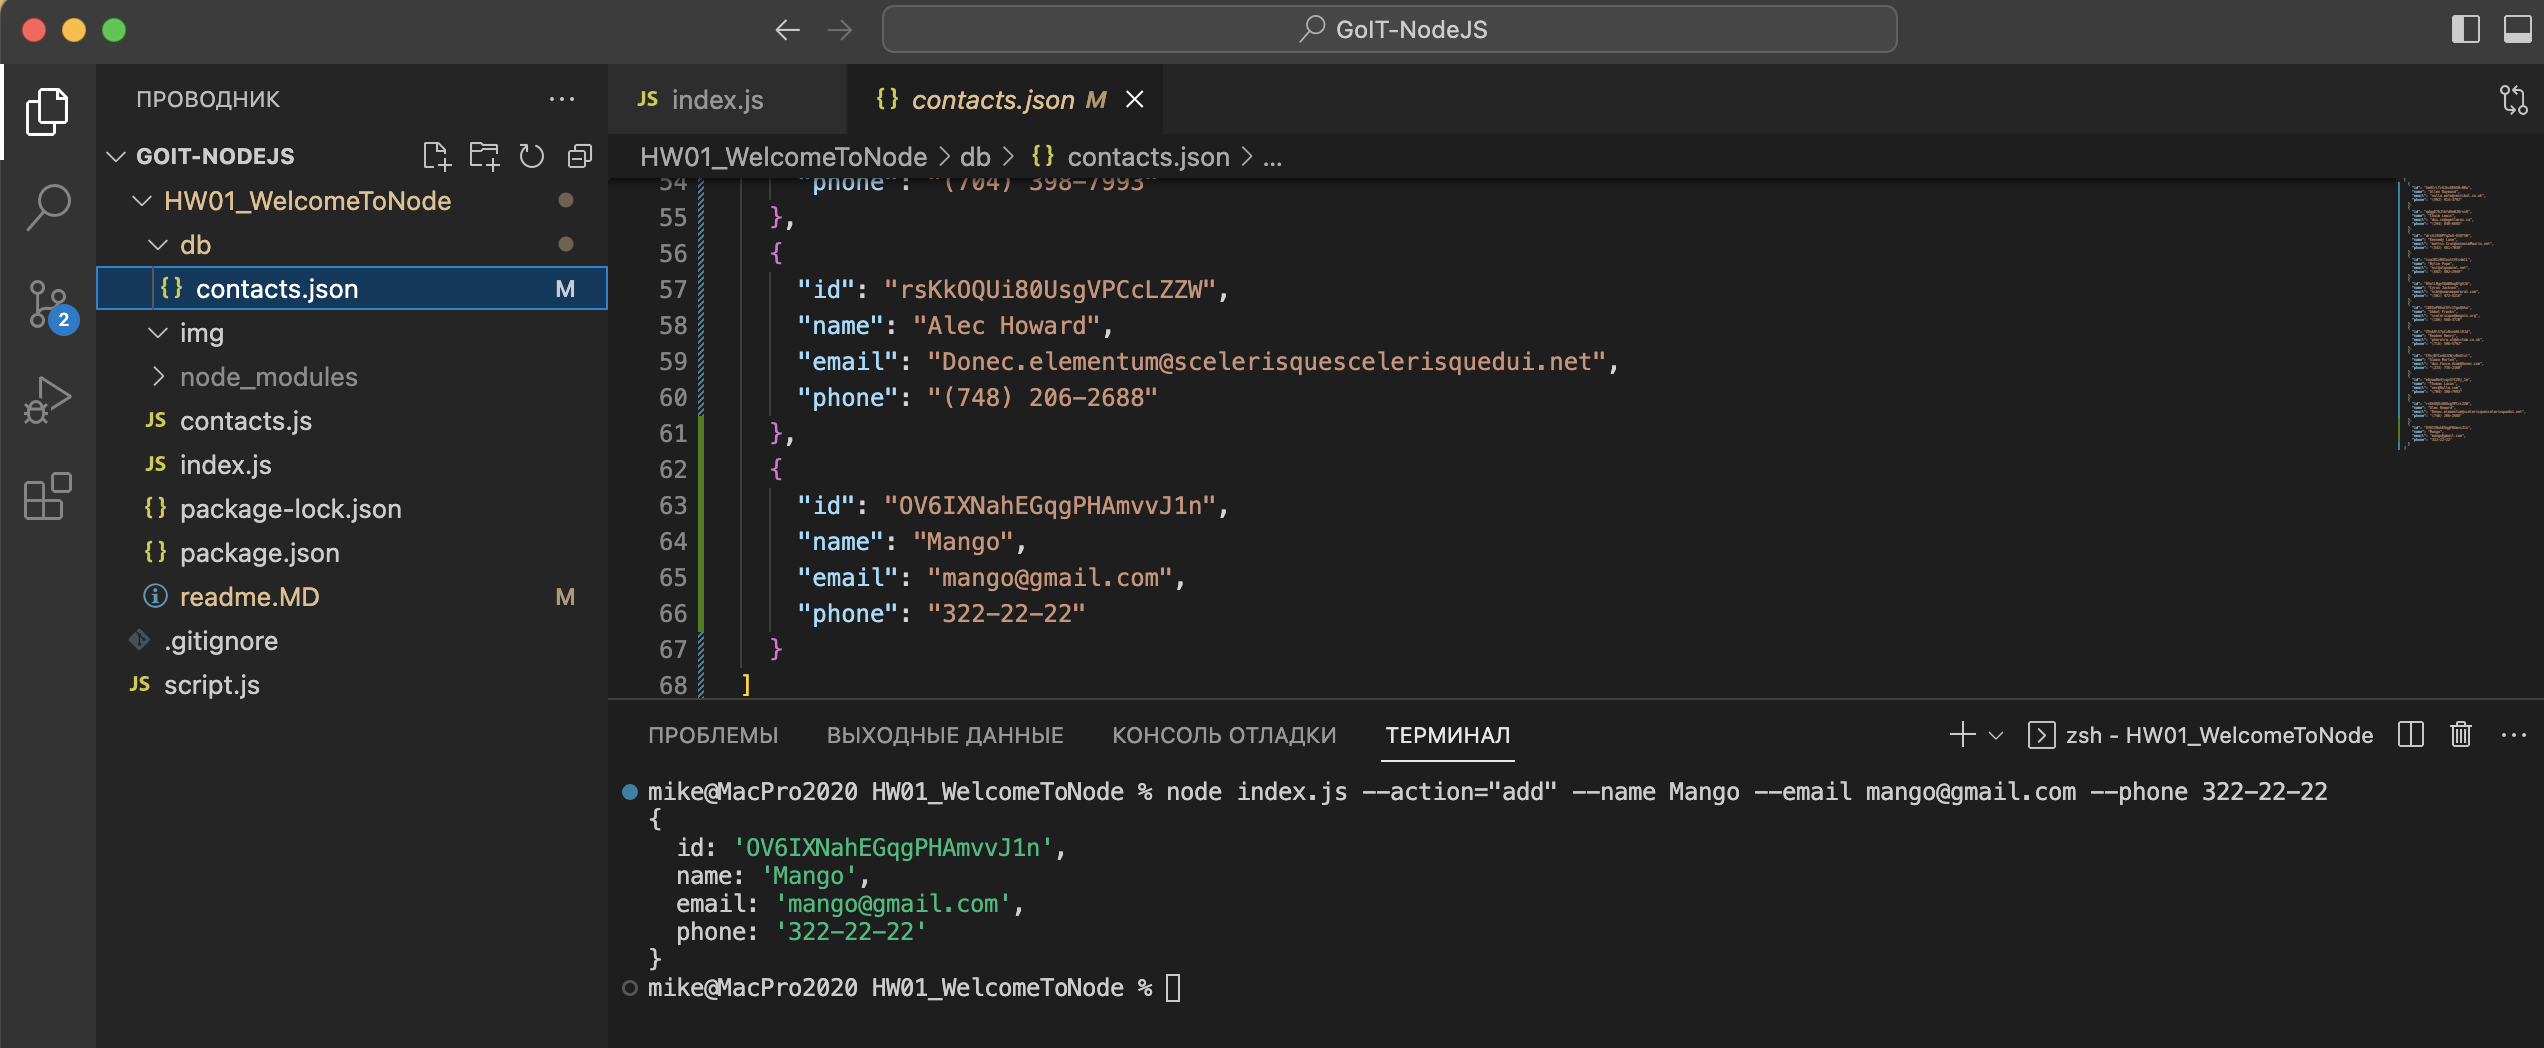 GoIT-NodeJS
ПРОВОДНИК
GOIT-NODEJS
HW01_WelcomeToNode
db
{} contacts.json M
img
node_modules
JS contacts.js
JS index.js
{} package-lock.json
{} package.json
readme.MD M
.gitignore
JS script.js
2
JS index.js
{} contacts.json M
HW01_WelcomeToNode > db > {} contacts.json > ...
54 "phone": "(704) 398-7993"
55 },
56 {
57 "id": "rsKkOQUi80UsgVPCcLZZW",
58 "name": "Alec Howard",
59 "email": "Donec.elementum@scelerisquescelerisquedui.net",
60 "phone": "(748) 206-2688"
61 },
62 {
63 "id": "OV6IXNahEGqgPHAmvvJ1n",
64 "name": "Mango",
65 "email": "mango@gmail.com",
66 "phone": "322-22-22"
67 }
68 ]
ПРОБЛЕМЫ ВЫХОДНЫЕ ДАННЫЕ КОНСОЛЬ ОТЛАДКИ ТЕРМИНАЛ
zsh - HW01_WelcomeToNode
mike@MacPro2020 HW01_WelcomeToNode % node index.js --action="add" --name Mango --email mango@gmail.com --phone 322-22-22
{
id: 'OV6IXNahEGqgPHAmvvJ1n',
name: 'Mango',
email: 'mango@gmail.com',
phone: '322-22-22'
}
mike@MacPro2020 HW01_WelcomeToNode %